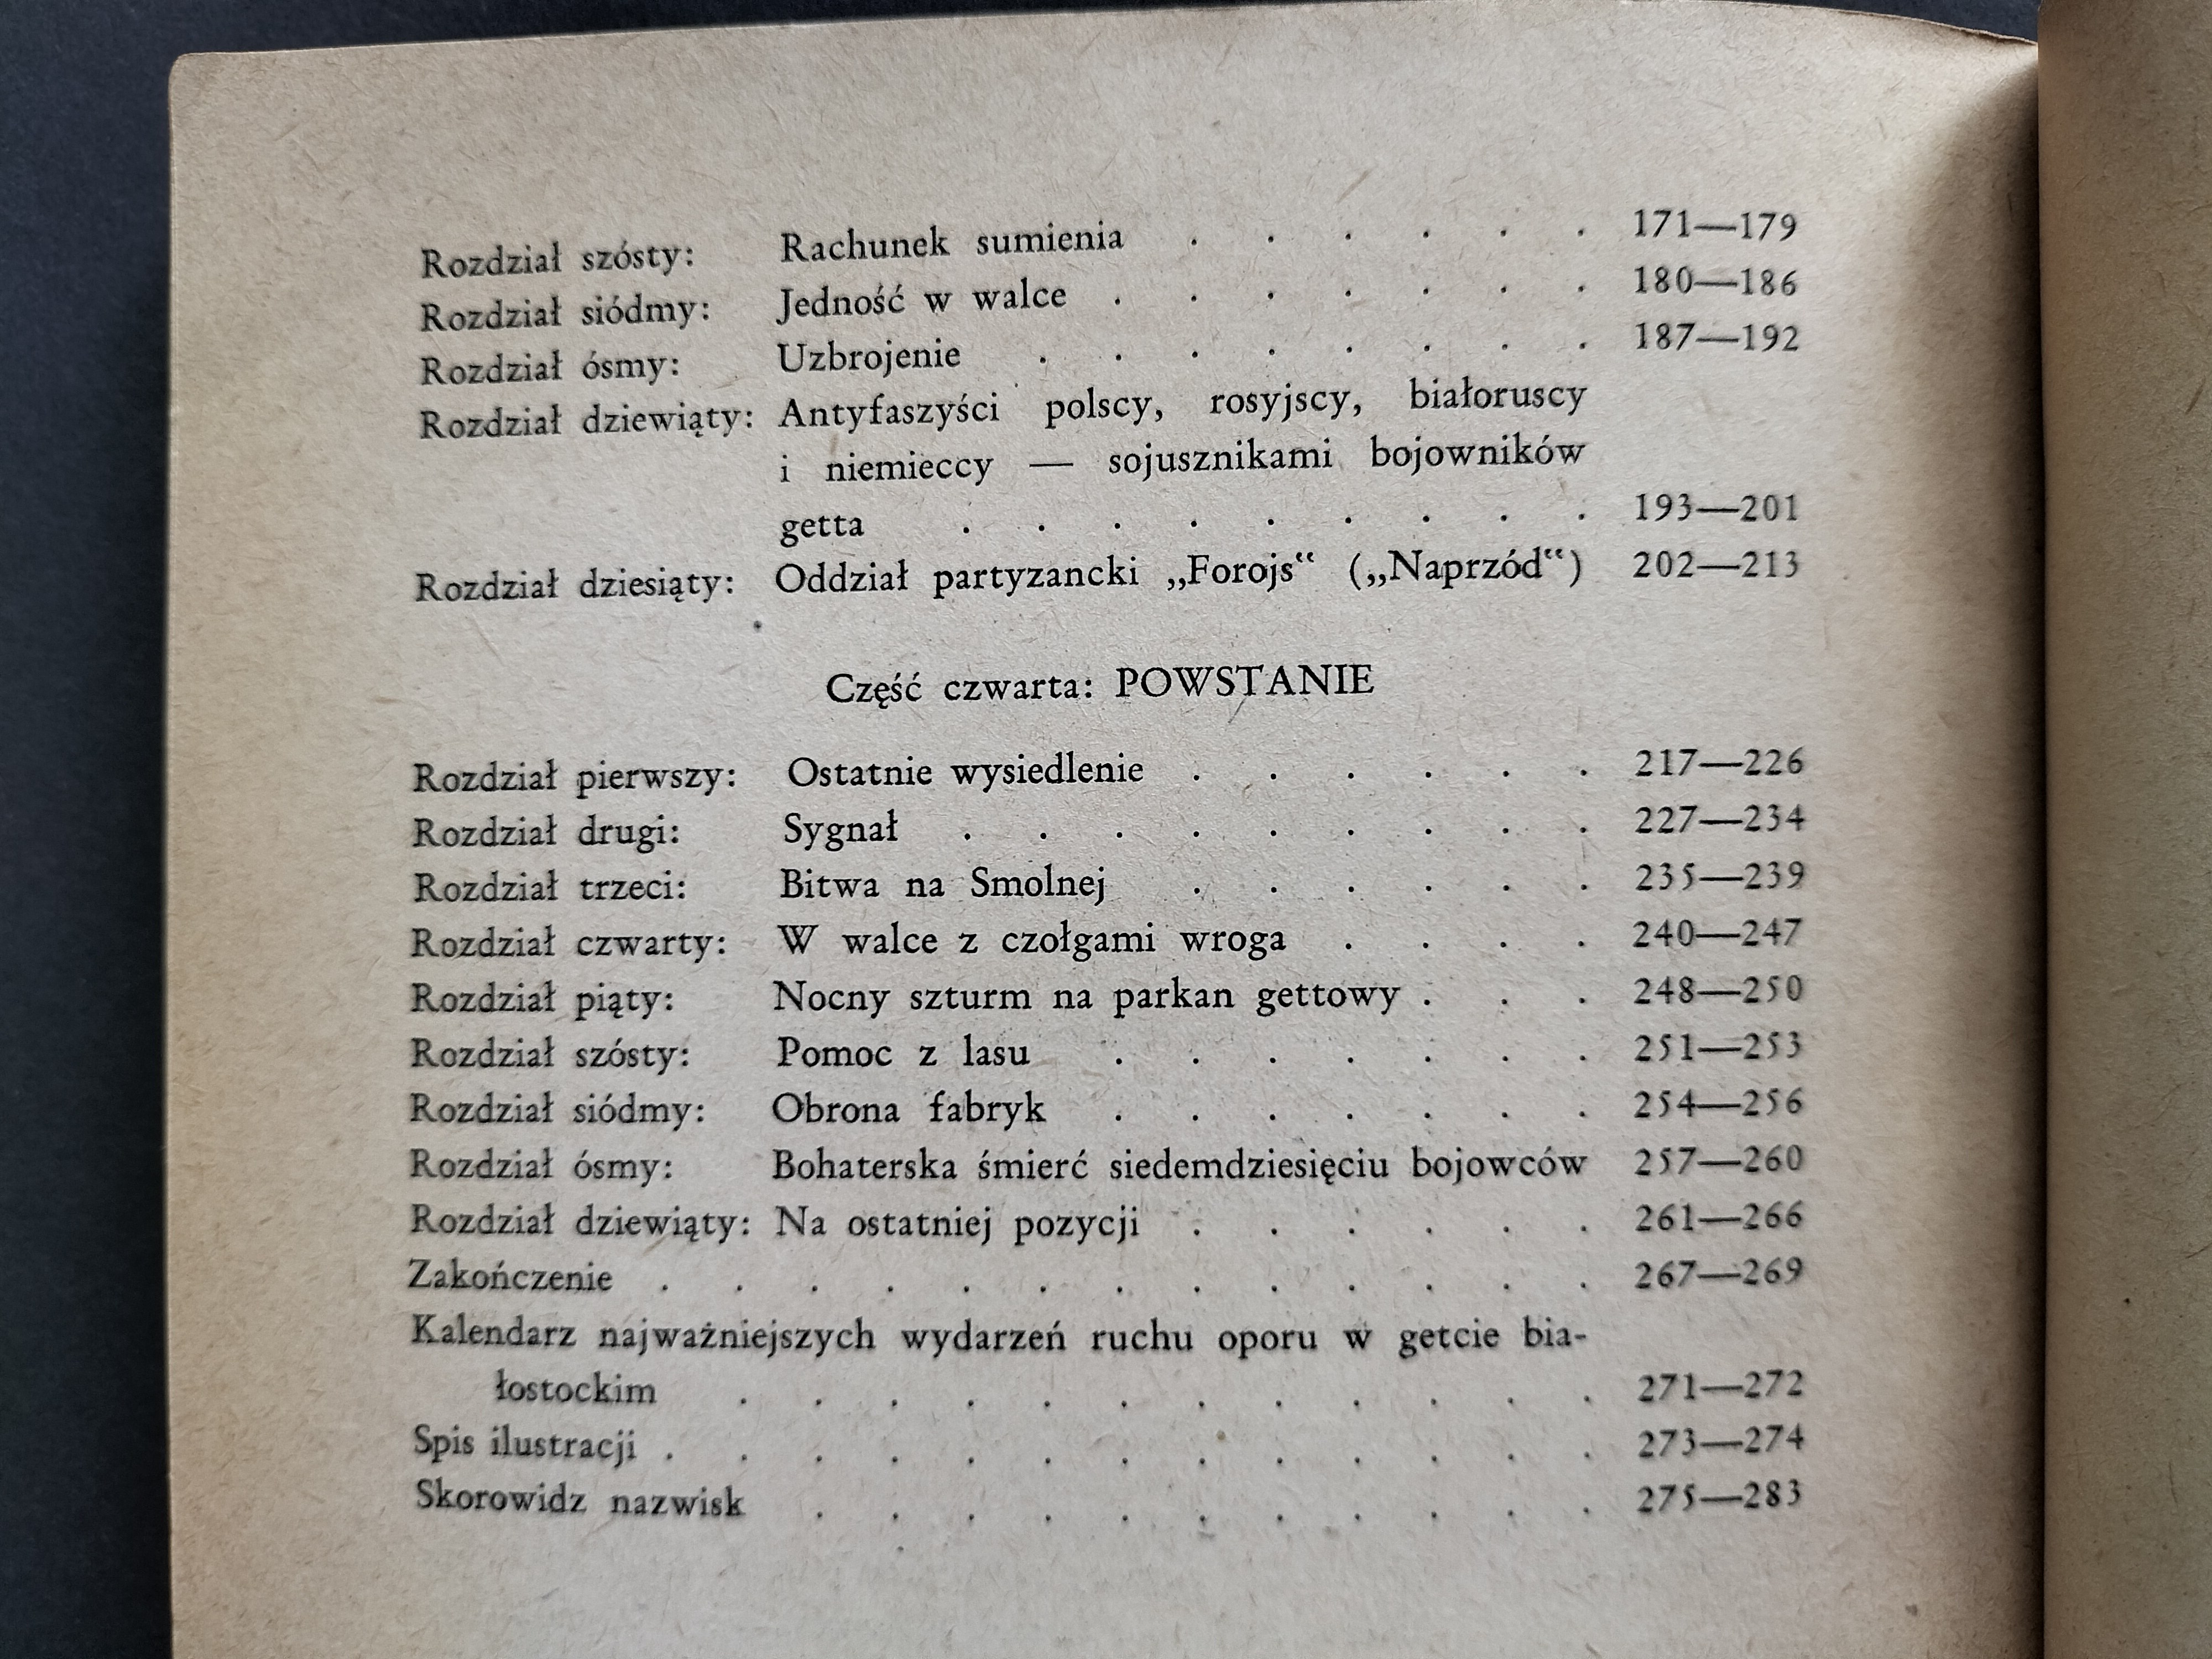 Rozdział szósty: Rachunek sumienia . . . . . . 171—179
Rozdział siódmy: Jedność w walce . . . . . . . 180—186
Rozdział ósmy: Uzbrojenie . . . . . . . . 187—192
Rozdział dziewiąty: Antyfaszyści polscy, rosyjscy, białoruscy
i niemieccy — sojusznikami bojowników
getta . . . . . . . . . 193—201
Rozdział dziesiąty: Oddział partyzancki „Forojs“ („Naprzód“) 202—213
Część czwarta: POWSTANIE
Rozdział pierwszy: Ostatnie wysiedlenie . . . . . . 217—226
Rozdział drugi: Sygnał . . . . . . . . . 227—234
Rozdział trzeci: Bitwa na Smolnej . . . . . . 235—239
Rozdział czwarty: W walce z czołgami wroga . . . . 240—247
Rozdział piąty: Nocny szturm na parkan gettowy . . . 248—250
Rozdział szósty: Pomoc z lasu . . . . . . . 251—253
Rozdział siódmy: Obrona fabryk . . . . . . . 254—256
Rozdział ósmy: Bohaterska śmierć siedemdziesięciu bojowców 257—260
Rozdział dziewiąty: Na ostatniej pozycji . . . . . . 261—266
Zakończenie . . . . . . . . . . . . . 267—269
Kalendarz najważniejszych wydarzeń ruchu oporu w getcie bia-
łostockim . . . . . . . . . . . . 271—272
Spis ilustracji . . . . . . . . . . . . . 273—274
Skorowidz nazwisk . . . . . . . . . . . 275—283